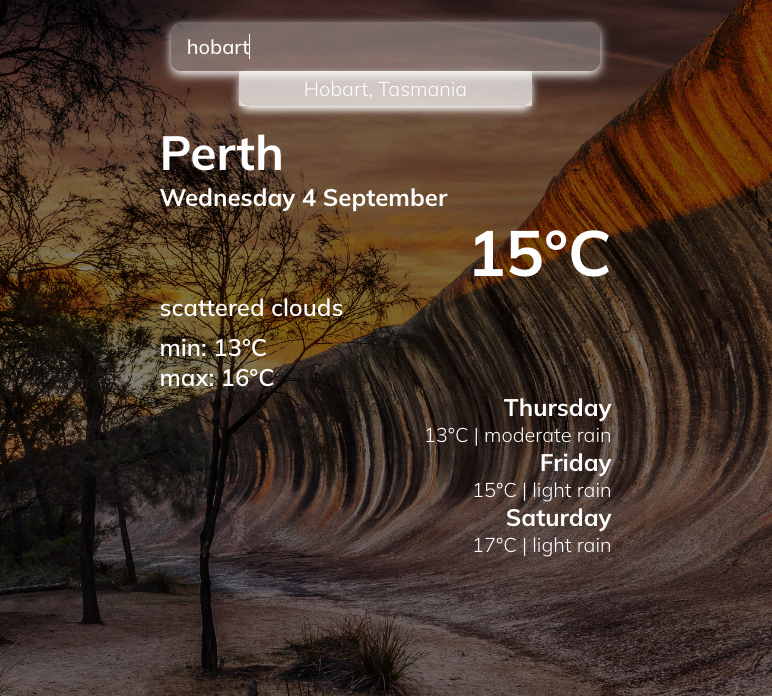 hobart
Hobart, Tasmania
Perth
Wednesday 4 September
15°C
scattered clouds
min: 13°C
max: 16°C
Thursday
13°C | moderate rain
Friday
15°C | light rain
Saturday
17°C | light rain